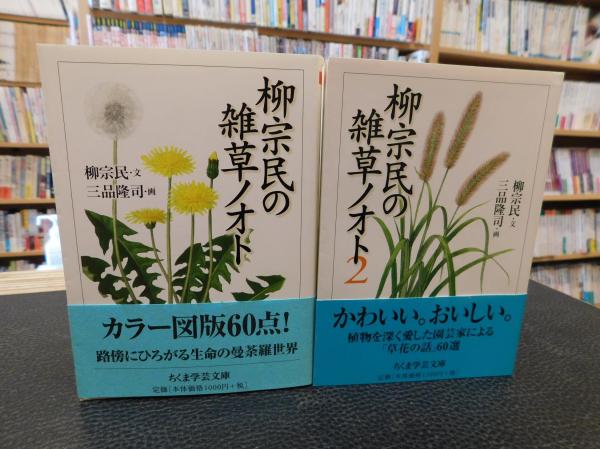 柳宗民の
雑草ノオト
柳宗民・文
三品隆司・画
カラー図版60点!
路傍にひろがる生命の曼荼羅世界
ちくま学芸文庫
定価[本体価格1000円+税]
柳宗民の
雑草ノオト2
柳宗民・文
三品隆司・画
かわいい。おいしい。
植物を深く愛した園芸家による
「草花の話」60選
ちくま学芸文庫